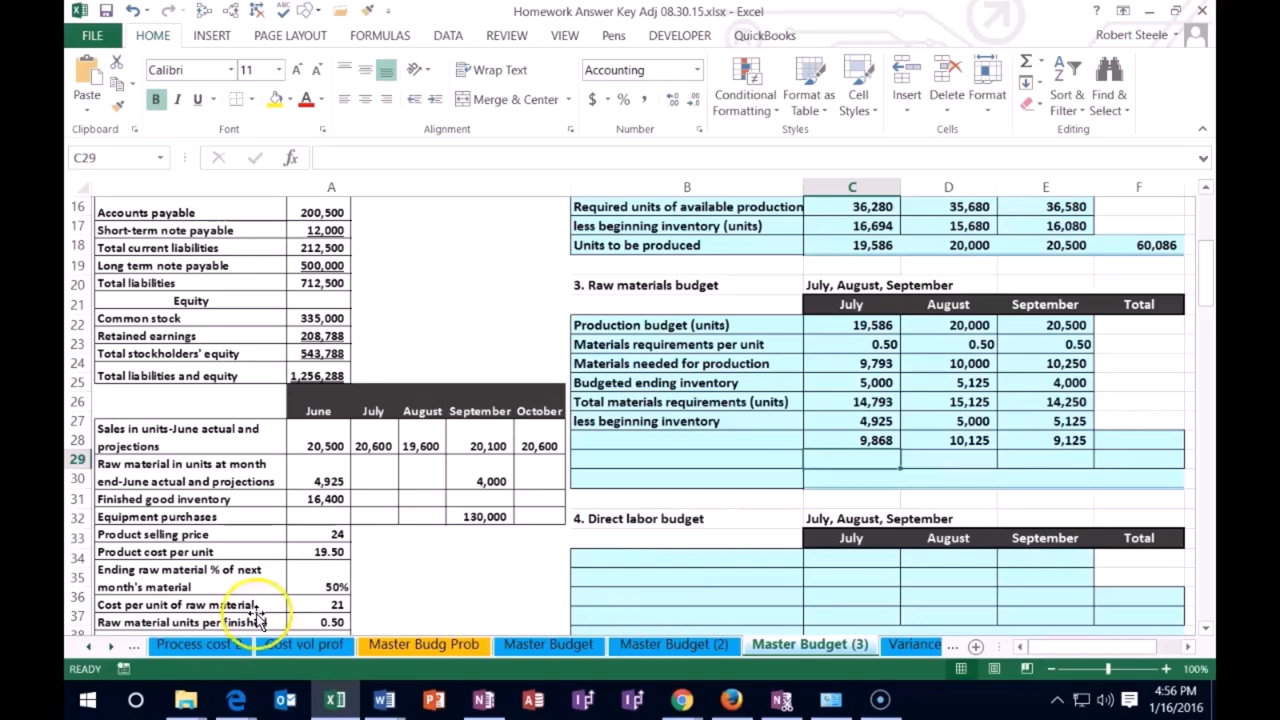 Homework Answer Key Adj 08.30.15.xlsx - Excel
FILE HOME INSERT PAGE LAYOUT FORMULAS DATA REVIEW VIEW Pens DEVELOPER QuickBooks Robert Steele
Calibri 11 Wrap Text Accounting
Paste Merge & Center $ % Conditional Formatting Format as Table Cell Styles Insert Delete Format Sort & Filter Find & Select
Clipboard Font Alignment Number Styles Cells Editing
C29 fx
A B C D E F
16 Accounts payable 200,500
17 Short-term note payable 12,000
18 Total current liabilities 212,500
19 Long term note payable 500,000
20 Total liabilities 712,500
21 Equity
22 Common stock 335,000
23 Retained earnings 208,788
24 Total stockholders' equity 543,788
25 Total liabilities and equity 1,256,288
26 June July August September October
27 Sales in units-June actual and
28 projections 20,500 20,600 19,600 20,100 20,600
29 Raw material in units at month
30 end-June actual and projections 4,925 4,000
31 Finished good inventory 16,400
32 Equipment purchases 130,000
33 Product selling price 24
34 Product cost per unit 19.50
35 Ending raw material % of next
month's material 50%
36 Cost per unit of raw material 21
37 Raw material units per finished 0.50
Required units of available production 36,280 35,680 36,580
less beginning inventory (units) 16,694 15,680 16,080
Units to be produced 19,586 20,000 20,500 60,086
3. Raw materials budget July, August, September
July August September Total
Production budget (units) 19,586 20,000 20,500
Materials requirements per unit 0.50 0.50 0.50
Materials needed for production 9,793 10,000 10,250
Budgeted ending inventory 5,000 5,125 4,000
Total materials requirements (units) 14,793 15,125 14,250
less beginning inventory 4,925 5,000 5,125
9,868 10,125 9,125
4. Direct labor budget July, August, September
July August September Total
Process cost Cost vol prof Master Budg Prob Master Budget Master Budget (2) Master Budget (3) Variance ...
READY 100%
4:56 PM
1/16/2016